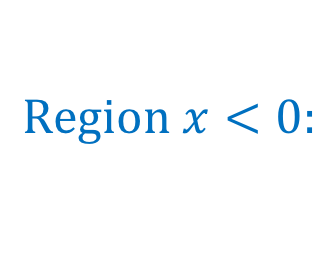 Region 𝑥 < 0: